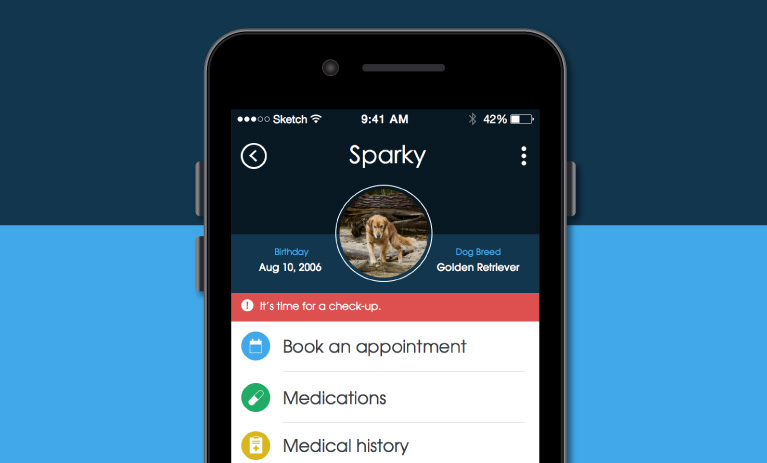 Sketch 9:41 AM 42%
Sparky
Birthday Dog Breed
Aug 10, 2006 Golden Retriever
It's time for a check-up.
Book an appointment
Medications
Medical history